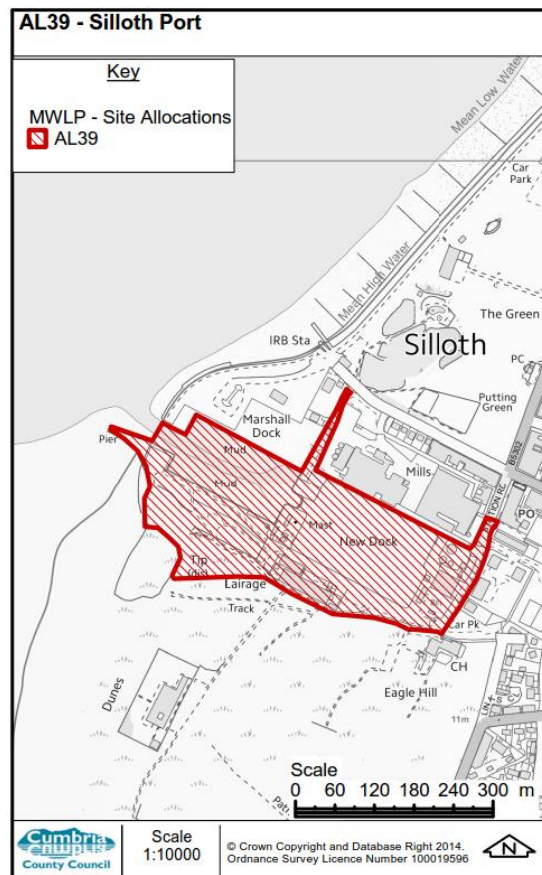 AL39 - Silloth Port
Key
MWLP - Site Allocations
AL39
Mean Low Water
Car
Park
Mean High Water
The Green
IRB Sta
Silloth
PC
Putting
Green
Marshall
Dock
B5302
Pier
Mud
Mills
Mud
Mast
PO
New Dock
Tip
(dis)
Lairage
Track
Car Pk
CH
Dunes
Eagle Hill
11m
Scale
0 60 120 180 240 300 m
Cumbria
County Council
Scale
1:10000
© Crown Copyright and Database Right 2014.
Ordnance Survey Licence Number 100019596
N